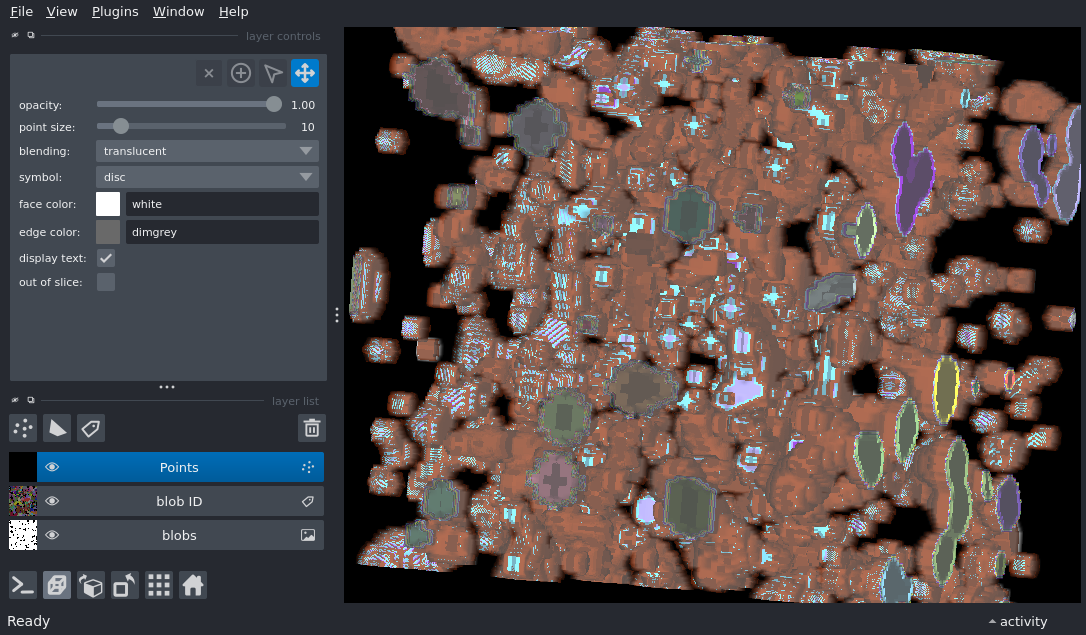 File View Plugins Window Help
layer controls
opacity: 1.00
point size: 10
blending: translucent
symbol: disc
face color: white
edge color: dimgrey
display text:
out of slice:
layer list
Points
blob ID
blobs
Ready
activity